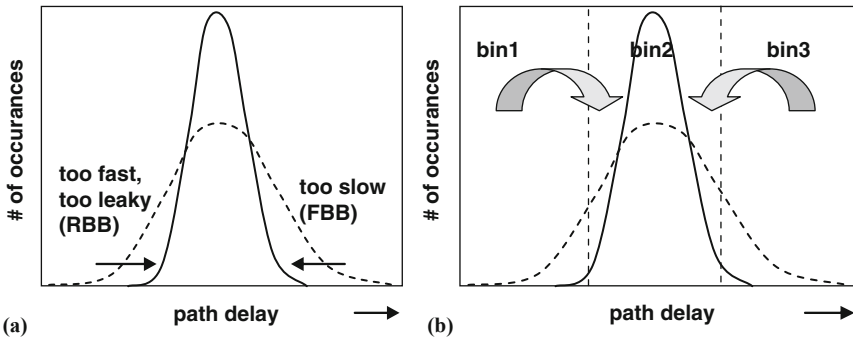 # of occurances
too fast,
too leaky
(RBB)
too slow
(FBB)
path delay
(a)
# of occurances
bin1
bin2
bin3
path delay
(b)